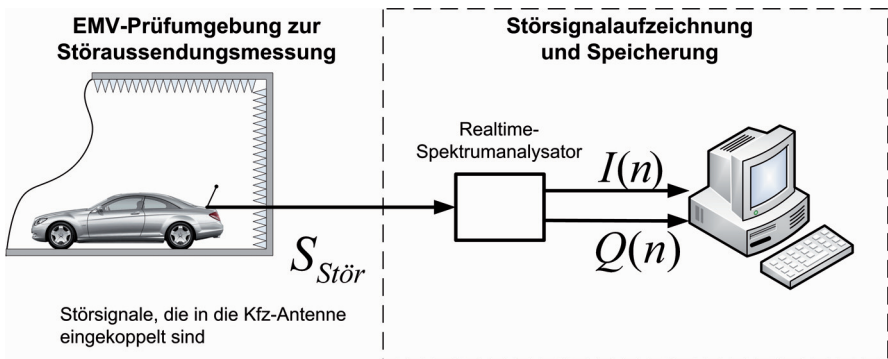 EMV-Prüfumgebung zur
Störaussendungsmessung
Störsignalaufzeichnung
und Speicherung
Realtime-
Spektrumanalysator
I(n)
Q(n)
S_Stör
Störsignale, die in die Kfz-Antenne
eingekoppelt sind